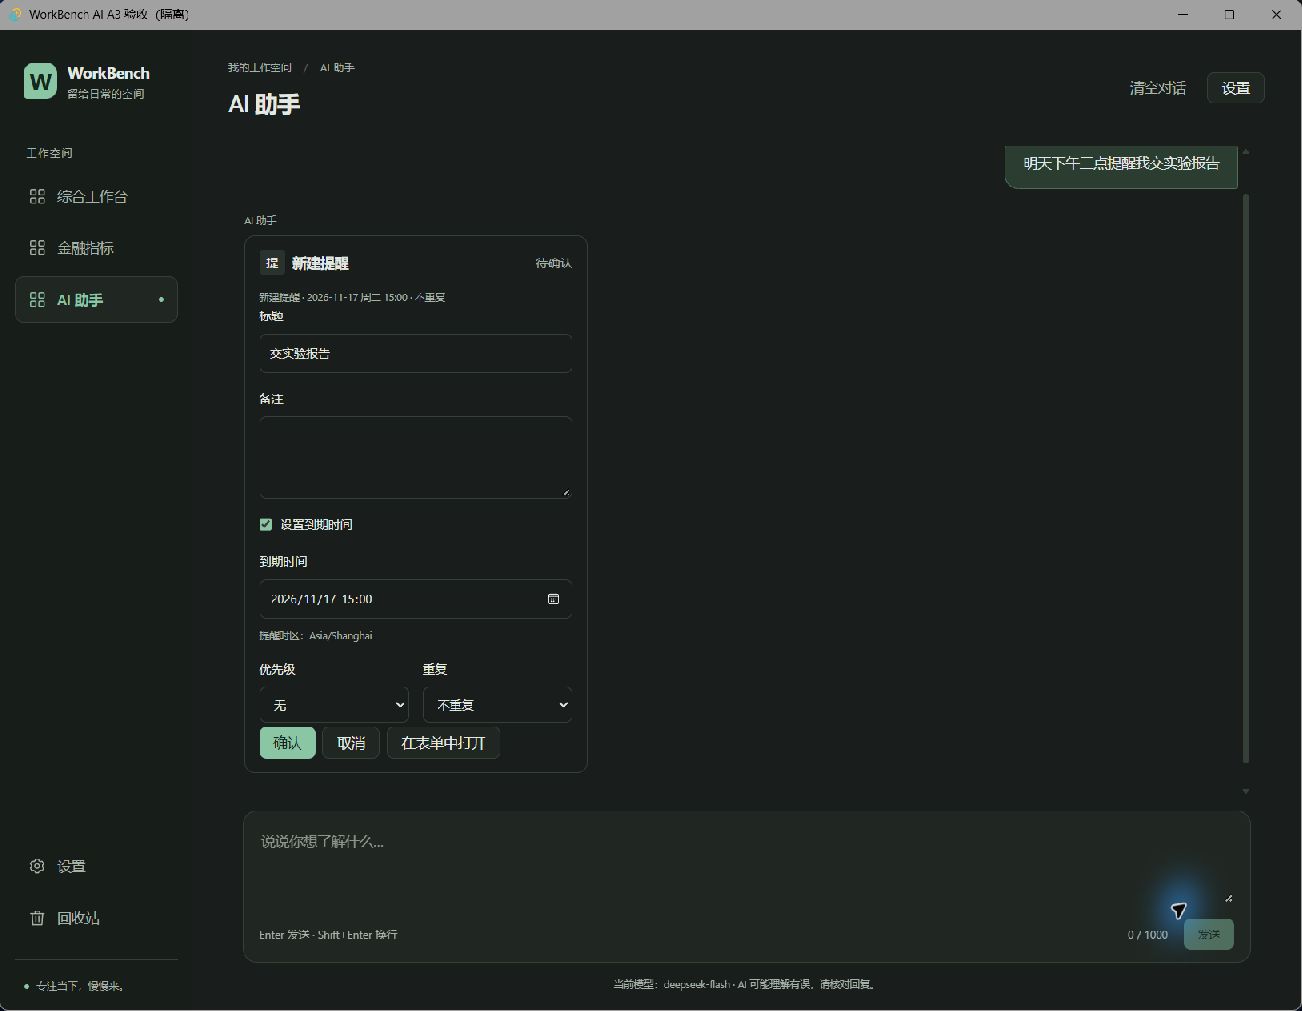 WorkBench AI A3 验收（隔离）
W
WorkBench
留给日常的空间
工作空间
综合工作台
金融指标
AI 助手
设置
回收站
专注当下，慢慢来。
我的工作空间 / AI 助手
AI 助手
清空对话
设置
明天下午三点提醒我交实验报告
AI 助手
提 新建提醒
待确认
新建提醒 · 2026-11-17 周二 15:00 · 不重复
标题
交实验报告
备注
设置到期时间
到期时间
2026/11/17 15:00
提醒时区：Asia/Shanghai
优先级
重复
无
不重复
确认
取消
在表单中打开
说说你想了解什么...
Enter 发送 · Shift+Enter 换行
0 / 1000
发送
当前模型：deepseek-flash · AI 可能理解有误，请核对回复。